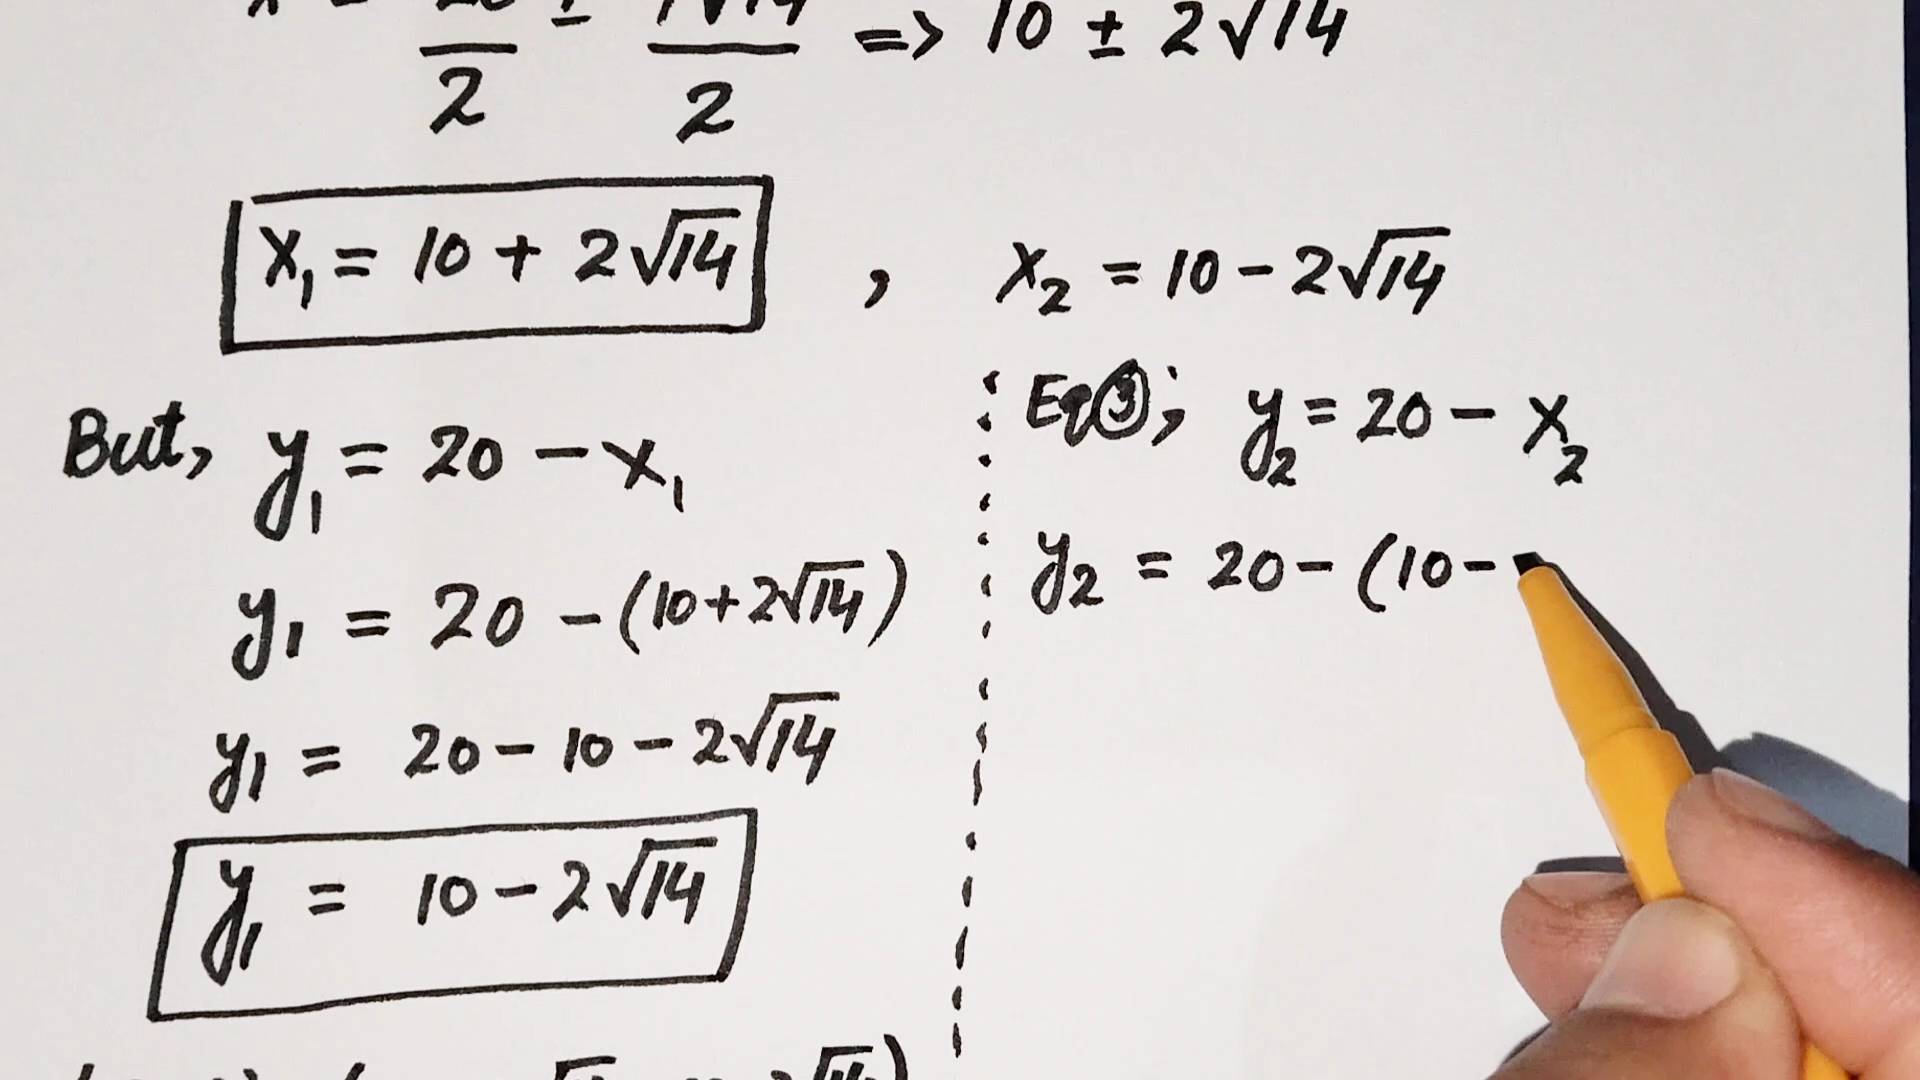 2 2 => 10 ± 2√14
x₁ = 10 + 2√14 , x₂ = 10 - 2√14
But, y₁ = 20 - x₁
y₁ = 20 - (10+2√14)
y₁ = 20 - 10 - 2√14
y₁ = 10 - 2√14
Eq③; y₂ = 20 - x₂
y₂ = 20 - (10 -